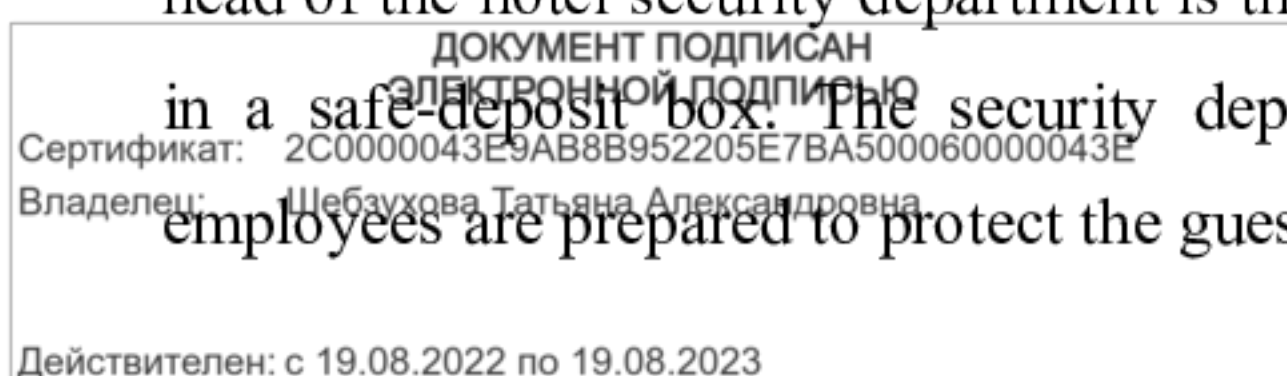 head of the hotel security department is th
ДОКУМЕНТ ПОДПИСАН
ЭЛЕКТРОННОЙ ПОДПИСЬЮ
in a safe-deposit box. The security dep
Сертификат: 2C0000043E9AB8B952205E7BA500060000043E
Владелец: Шебзухова Татьяна Александровна
employees are prepared to protect the gues
Действителен: с 19.08.2022 по 19.08.2023